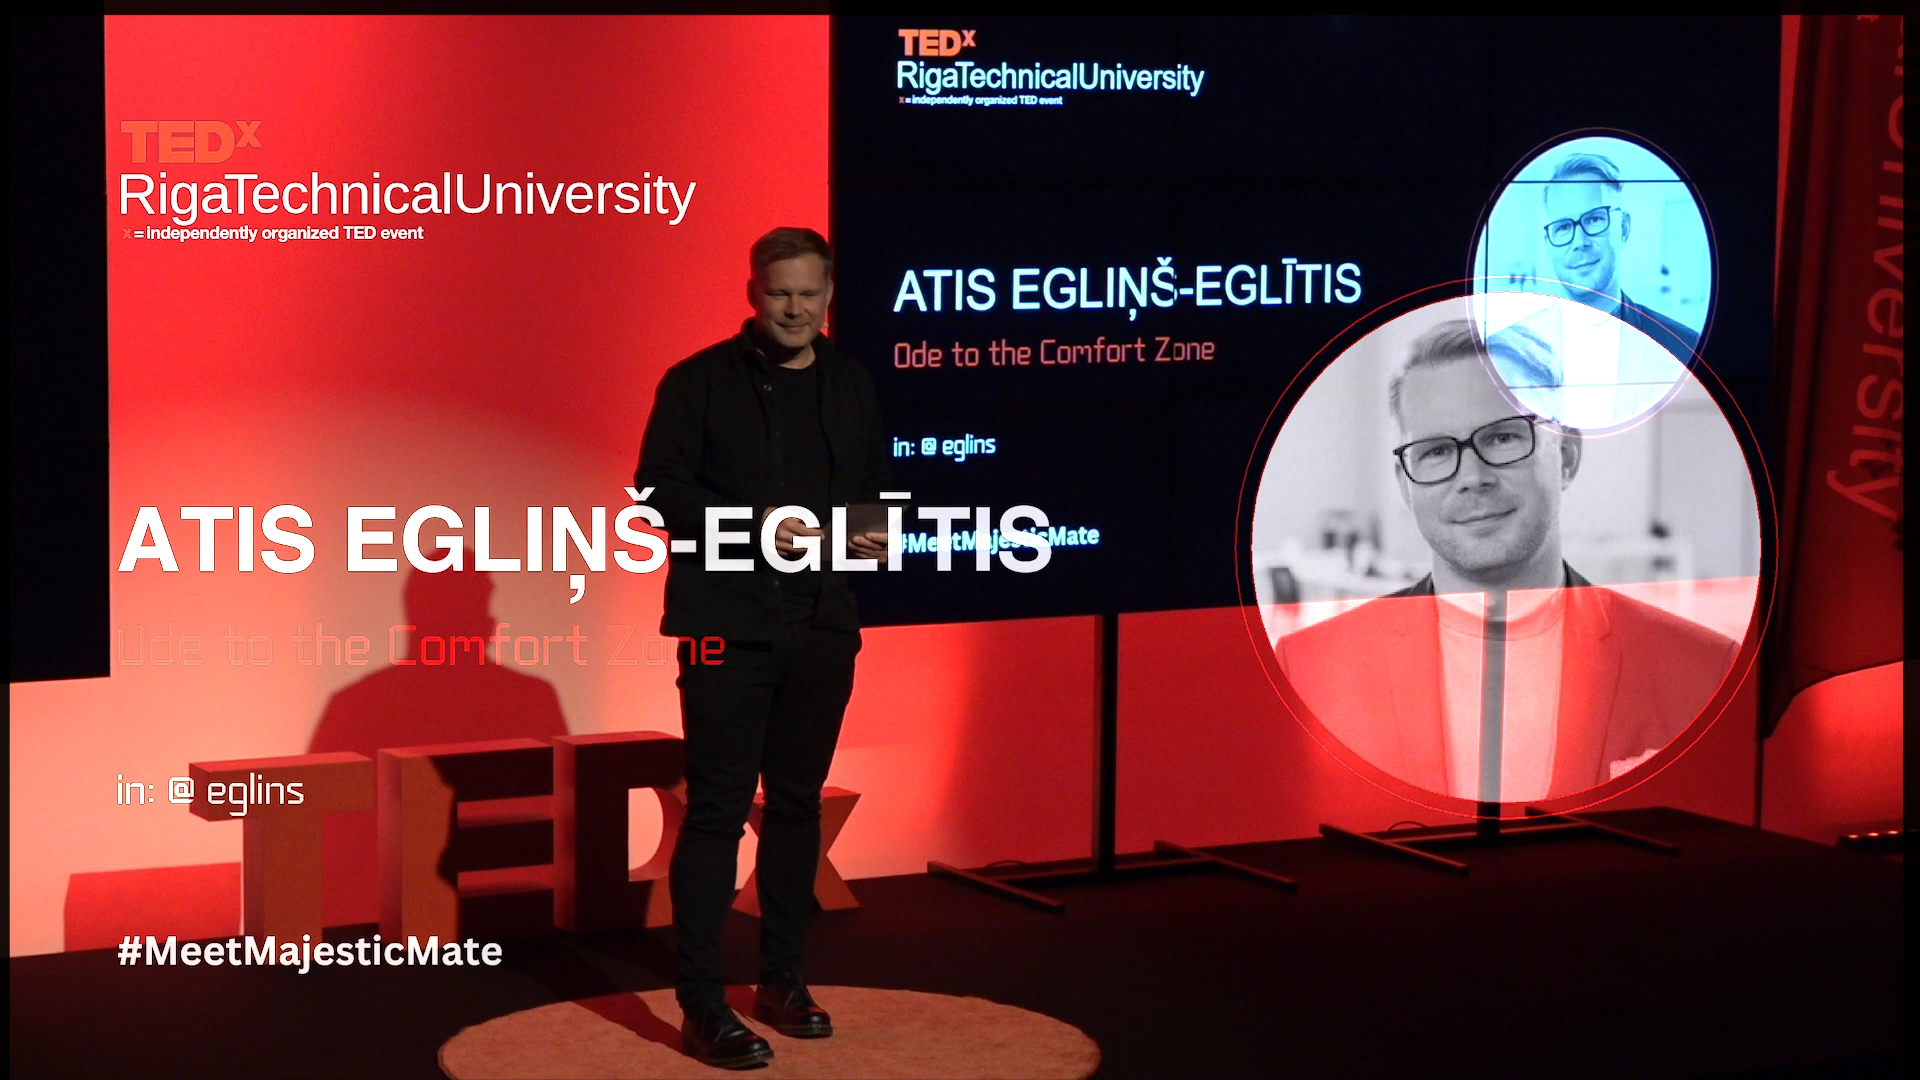 TEDx
RigaTechnicalUniversity
x = independently organized TED event
ATIS EGLIŅŠ-EGLĪTIS
Ode to the Comfort Zone
in: @ eglins
#MeetMajesticMate
TEDx
RigaTechnicalUniversity
x = independently organized TED event
ATIS EGLIŅŠ-EGLĪTIS
Ode to the Comfort Zone
in: @ eglins
#MeetMajesticMate
TEDx
University